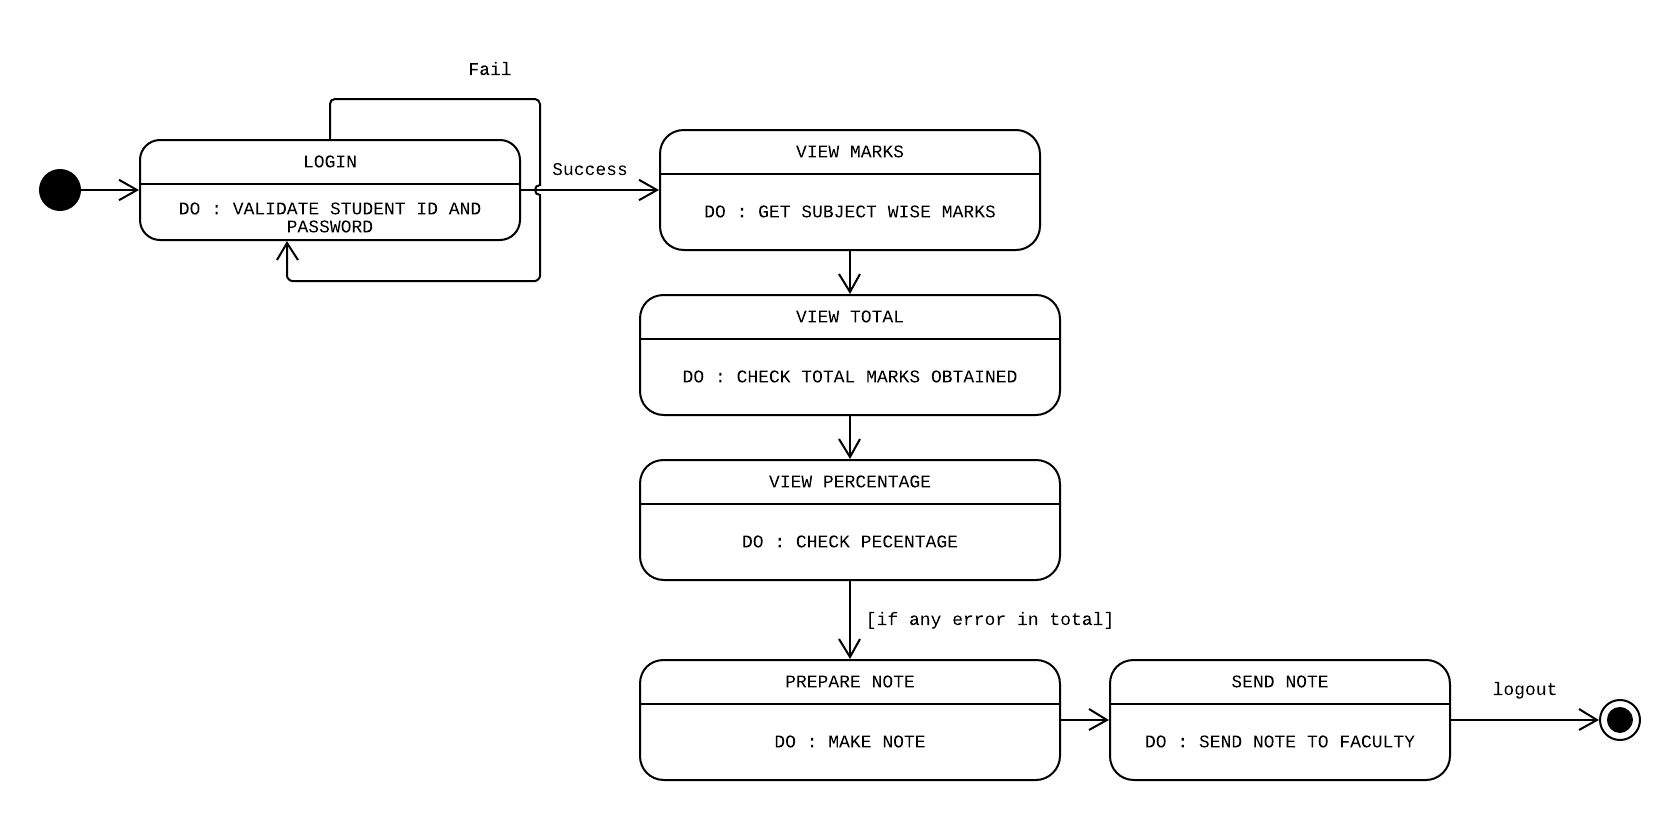 Fail
LOGIN
DO : VALIDATE STUDENT ID AND
PASSWORD
Success
VIEW MARKS
DO : GET SUBJECT WISE MARKS
VIEW TOTAL
DO : CHECK TOTAL MARKS OBTAINED
VIEW PERCENTAGE
DO : CHECK PECENTAGE
[if any error in total]
PREPARE NOTE
DO : MAKE NOTE
SEND NOTE
DO : SEND NOTE TO FACULTY
logout